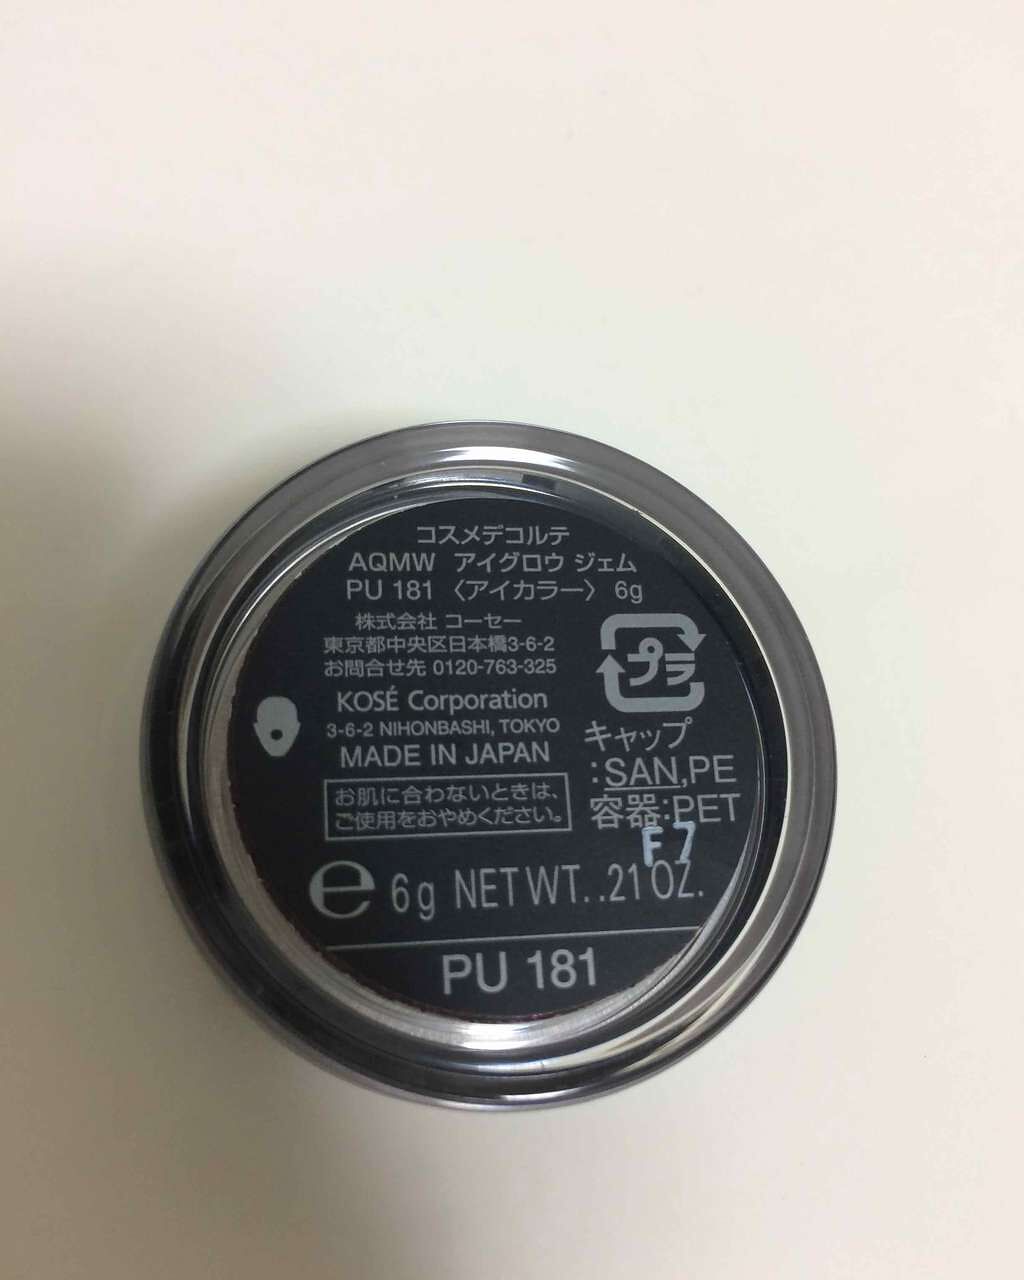 コスメデコルテ
AQMW アイグロウ ジェム
PU 181 〈アイカラー〉 6g
株式会社 コーセー
東京都中央区日本橋3-6-2
お問合せ先 0120-763-325
KOSÉ Corporation
3-6-2 NIHONBASHI, TOKYO
MADE IN JAPAN
お肌に合わないときは、
ご使用をおやめください。
プラ
キャップ
:SAN,PE
容器:PET
F7
e 6g NET WT. .21 OZ.
PU 181